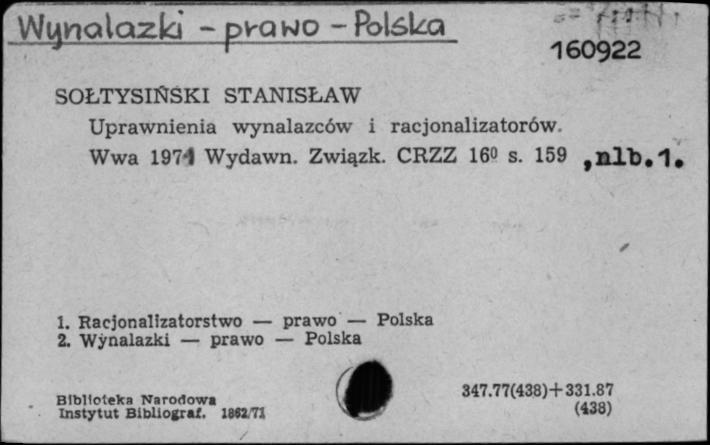 Wynalazki - prawo - Polska
160922
SOŁTYSIŃSKI STANISŁAW
Uprawnienia wynalazców i racjonalizatorów.
Wwa 1971 Wydawn. Związk. CRZZ 16⁰ s. 159 , nlb. 1.
1. Racjonalizatorstwo — prawo — Polska
2. Wynalazki — prawo — Polska
Biblioteka Narodowa
Instytut Bibliograf. 1862/71
347.77(438)+331.87
(438)